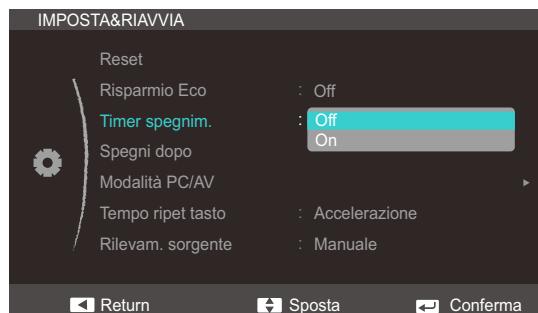 IMPOSTA&RIAVVIA
Reset
Risparmio Eco : Off
Timer spegnim. : Off
On
Spegni dopo
Modalità PC/AV
Tempo ripet tasto : Accelerazione
Rilevam. sorgente : Manuale
Return Sposta Conferma